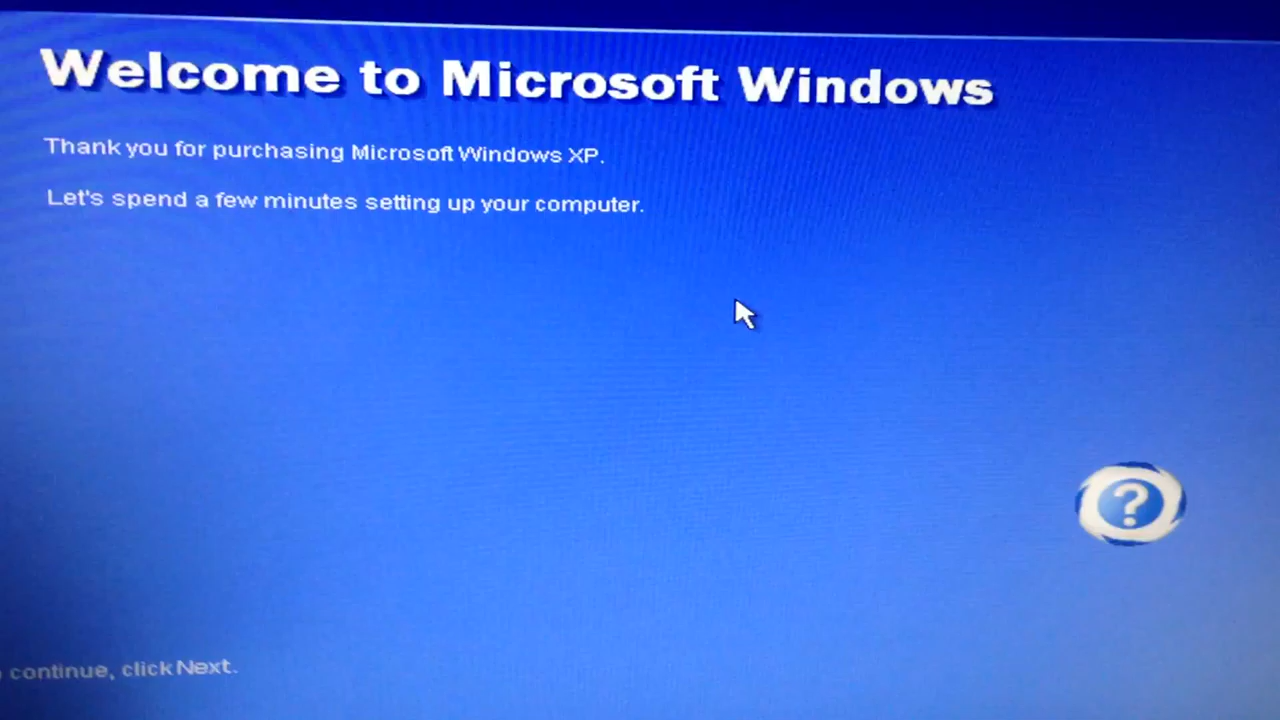 Welcome to Microsoft Windows
Thank you for purchasing Microsoft Windows XP.
Let's spend a few minutes setting up your computer.
?
continue, click Next.